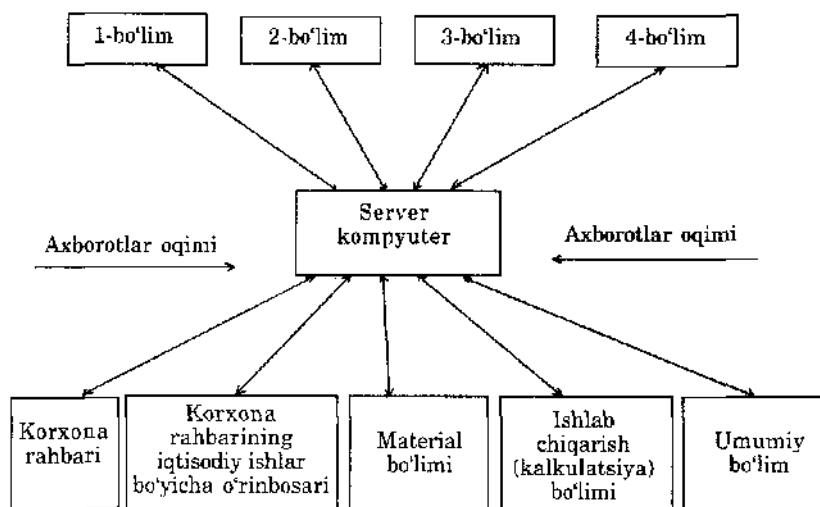 1-bo‘lim
2-bo‘lim
3-bo‘lim
4-bo‘lim
Server
kompyuter
Axborotlar oqimi
Axborotlar oqimi
Korxona
rahbari
Korxona
rahbarining
iqtisodiy ishlar
bo‘yicha o‘rinbosari
Material
bo‘limi
Ishlab
chiqarish
(kalkulatsiya)
bo‘limi
Umumiy
bo‘lim